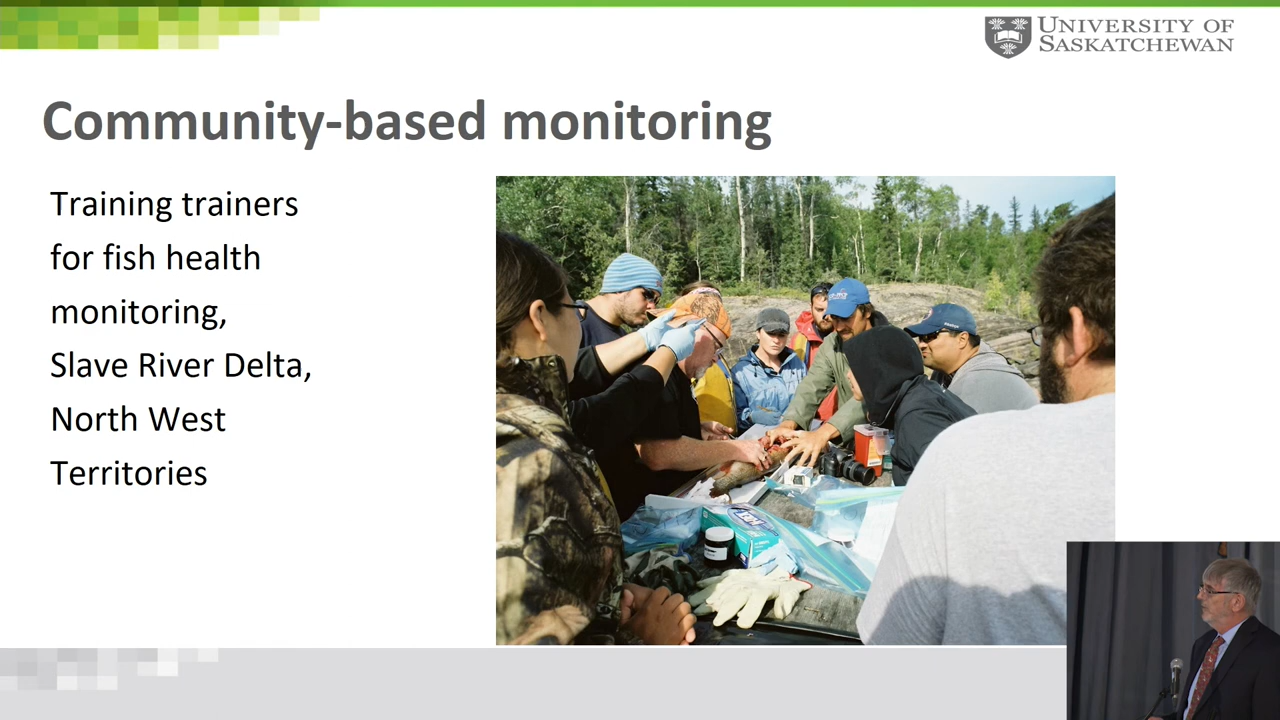 UNIVERSITY OF
SASKATCHEWAN
Community-based monitoring
Training trainers
for fish health
monitoring,
Slave River Delta,
North West
Territories